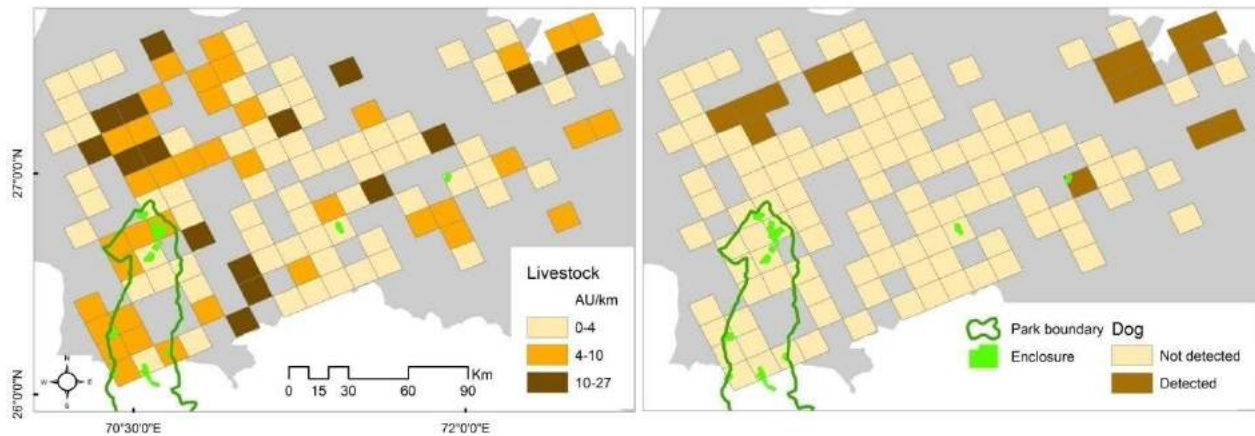 27°0'0"N
26°0'0"N
70°30'0"E
72°0'0"E
N
W
E
S
Km
0 15 30 60 90
Livestock
AU/km
0-4
4-10
10-27
Park boundary
Enclosure
Dog
Not detected
Detected